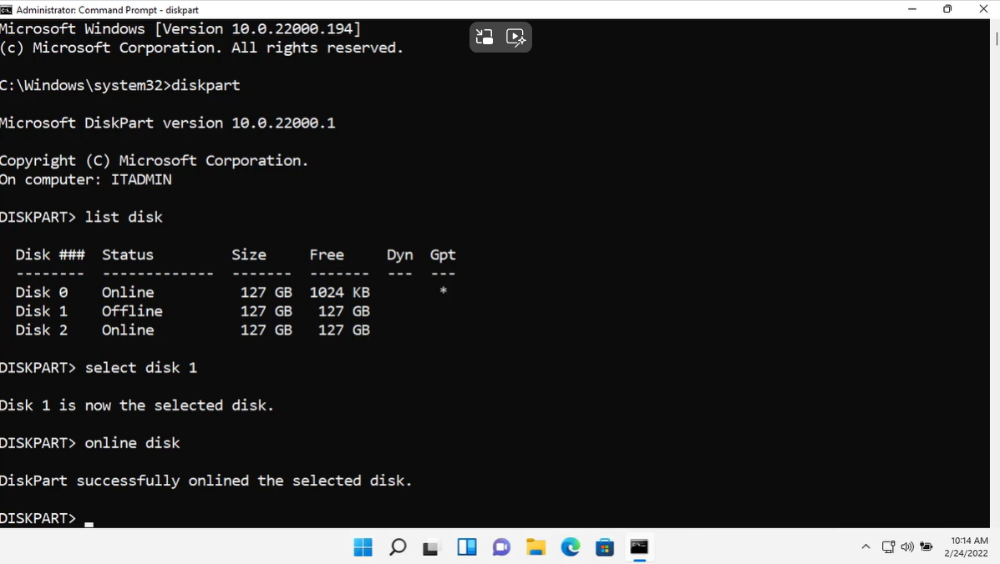 Administrator: Command Prompt - diskpart
Microsoft Windows [Version 10.0.22000.194]
(c) Microsoft Corporation. All rights reserved.
C:\Windows\system32>diskpart
Microsoft DiskPart version 10.0.22000.1
Copyright (C) Microsoft Corporation.
On computer: ITADMIN
DISKPART> list disk
Disk ### Status Size Free Dyn Gpt
-------- ------------- ------- ------- --- ---
Disk 0 Online 127 GB 1024 KB *
Disk 1 Offline 127 GB 127 GB
Disk 2 Online 127 GB 127 GB
DISKPART> select disk 1
Disk 1 is now the selected disk.
DISKPART> online disk
DiskPart successfully onlined the selected disk.
DISKPART> _
10:14 AM
2/24/2022